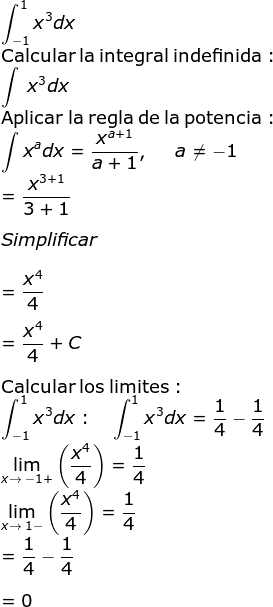 ∫_{-1}^{1} x^3 dx
Calcular la integral indefinida :
∫ x^3 dx
Aplicar la regla de la potencia :
∫ x^a dx = x^{a+1}/(a+1),  a ≠ −1
= x^{3+1}/(3+1)
Simplificar
= x^4/4
= x^4/4 + C
Calcular los limites :
∫_{-1}^{1} x^3 dx :  ∫_{-1}^{1} x^3 dx = 1/4 − 1/4
lim_{x→ −1+} (x^4/4) = 1/4
lim_{x→ 1−} (x^4/4) = 1/4
= 1/4 − 1/4
= 0